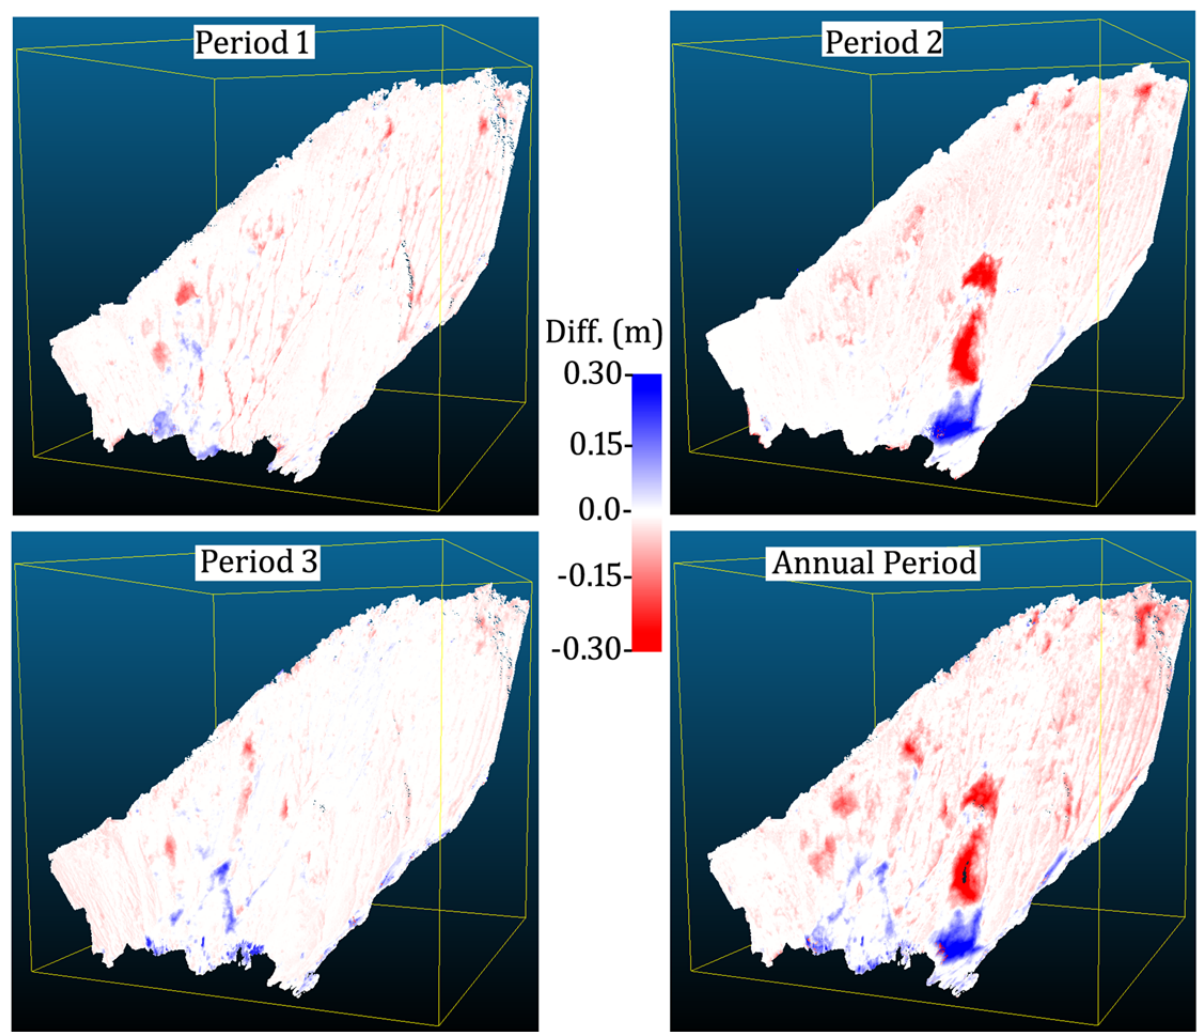 Period 1
Period 2
Diff. (m)
0.30
0.15
0.0
-0.15
-0.30
Period 3
Annual Period